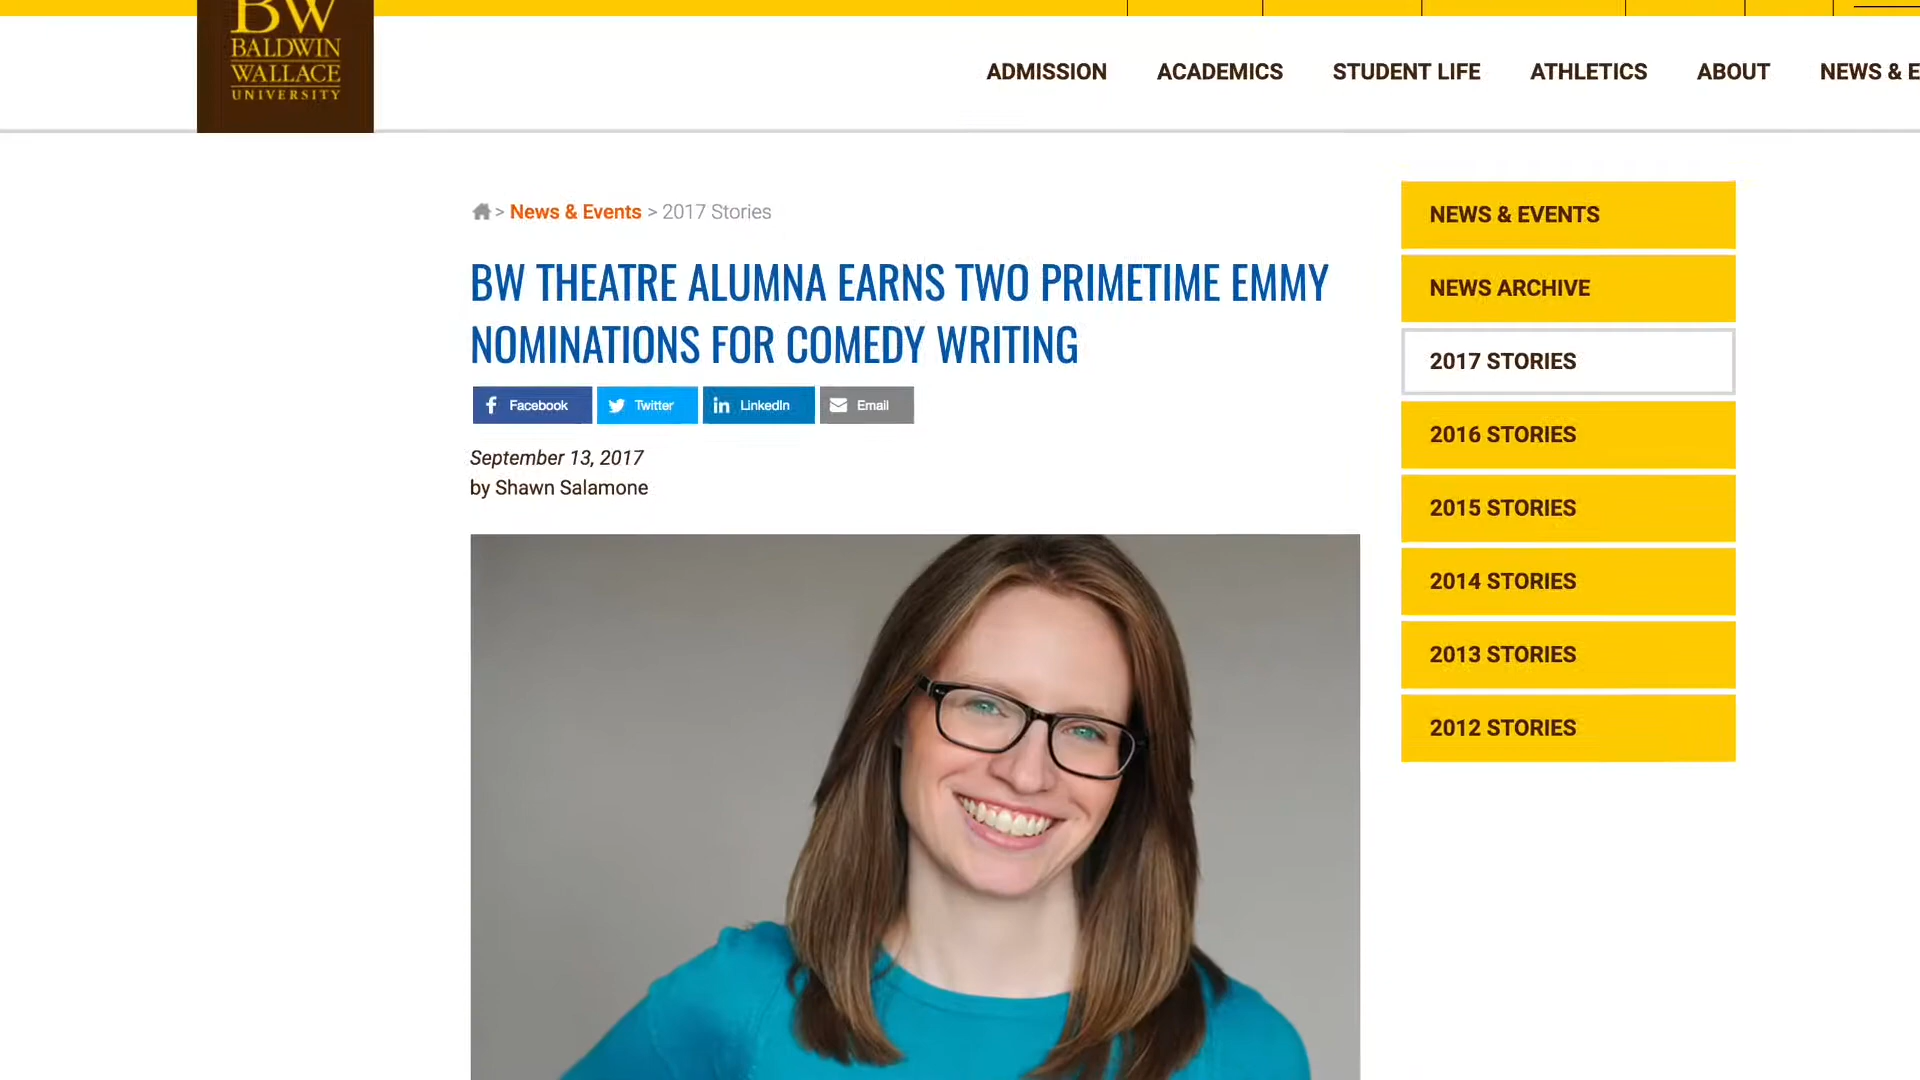 BW
BALDWIN
WALLACE
UNIVERSITY
ADMISSION ACADEMICS STUDENT LIFE ATHLETICS ABOUT NEWS & E
> News & Events > 2017 Stories
BW THEATRE ALUMNA EARNS TWO PRIMETIME EMMY
NOMINATIONS FOR COMEDY WRITING
Facebook Twitter LinkedIn Email
September 13, 2017
by Shawn Salamone
NEWS & EVENTS
NEWS ARCHIVE
2017 STORIES
2016 STORIES
2015 STORIES
2014 STORIES
2013 STORIES
2012 STORIES